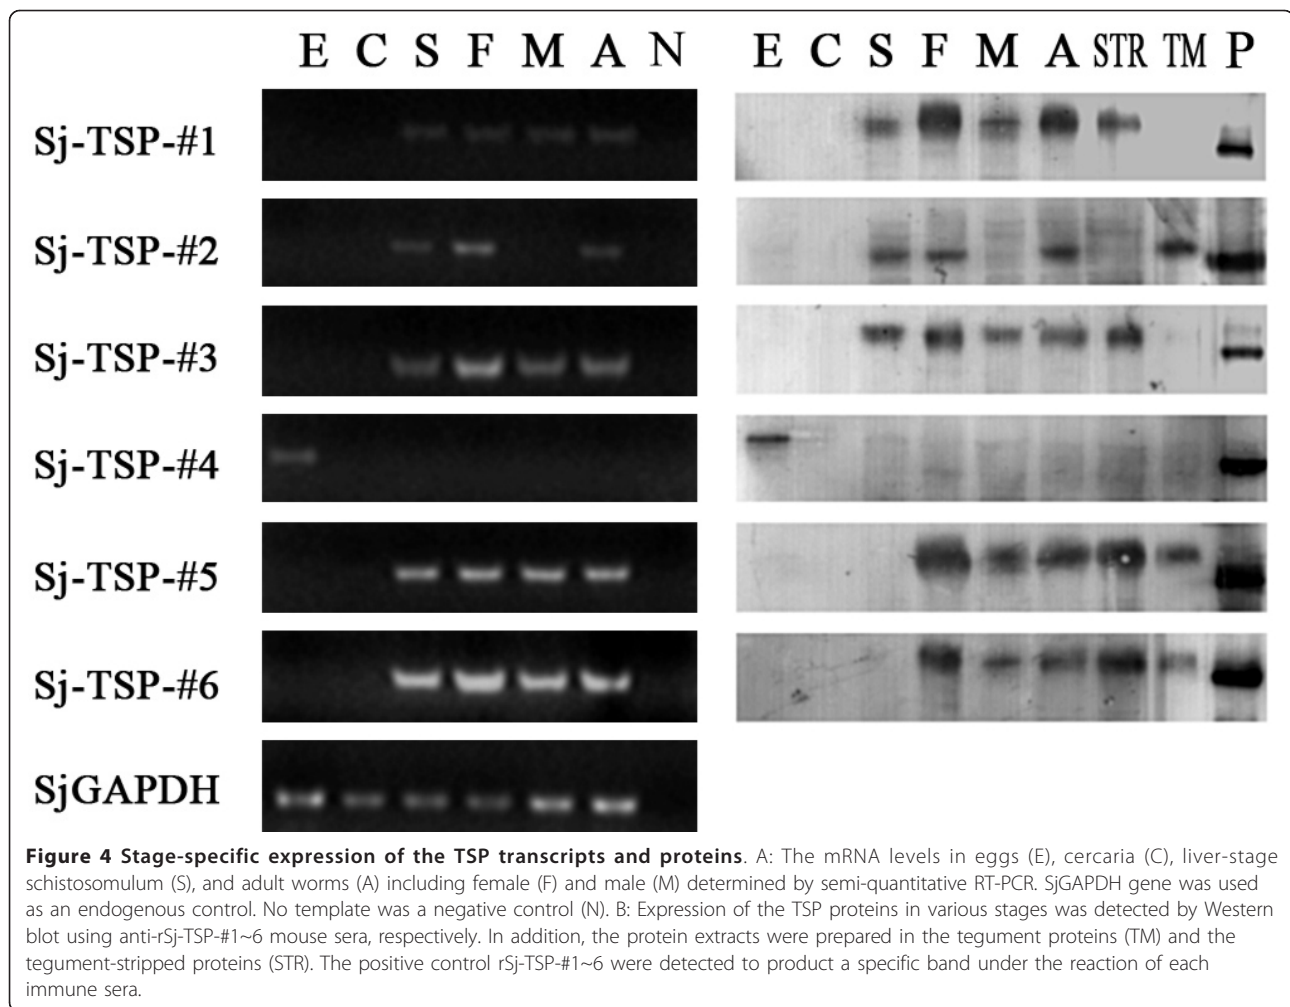 E C S F M A N
E C S F M A STR TM P
Sj-TSP-#1
Sj-TSP-#2
Sj-TSP-#3
Sj-TSP-#4
Sj-TSP-#5
Sj-TSP-#6
SjGAPDH
Figure 4 Stage-specific expression of the TSP transcripts and proteins. A: The mRNA levels in eggs (E), cercaria (C), liver-stage
schistosomulum (S), and adult worms (A) including female (F) and male (M) determined by semi-quantitative RT-PCR. SjGAPDH gene was used
as an endogenous control. No template was a negative control (N). B: Expression of the TSP proteins in various stages was detected by Western
blot using anti-rSj-TSP-#1~6 mouse sera, respectively. In addition, the protein extracts were prepared in the tegument proteins (TM) and the
tegument-stripped proteins (STR). The positive control rSj-TSP-#1~6 were detected to product a specific band under the reaction of each
immune sera.